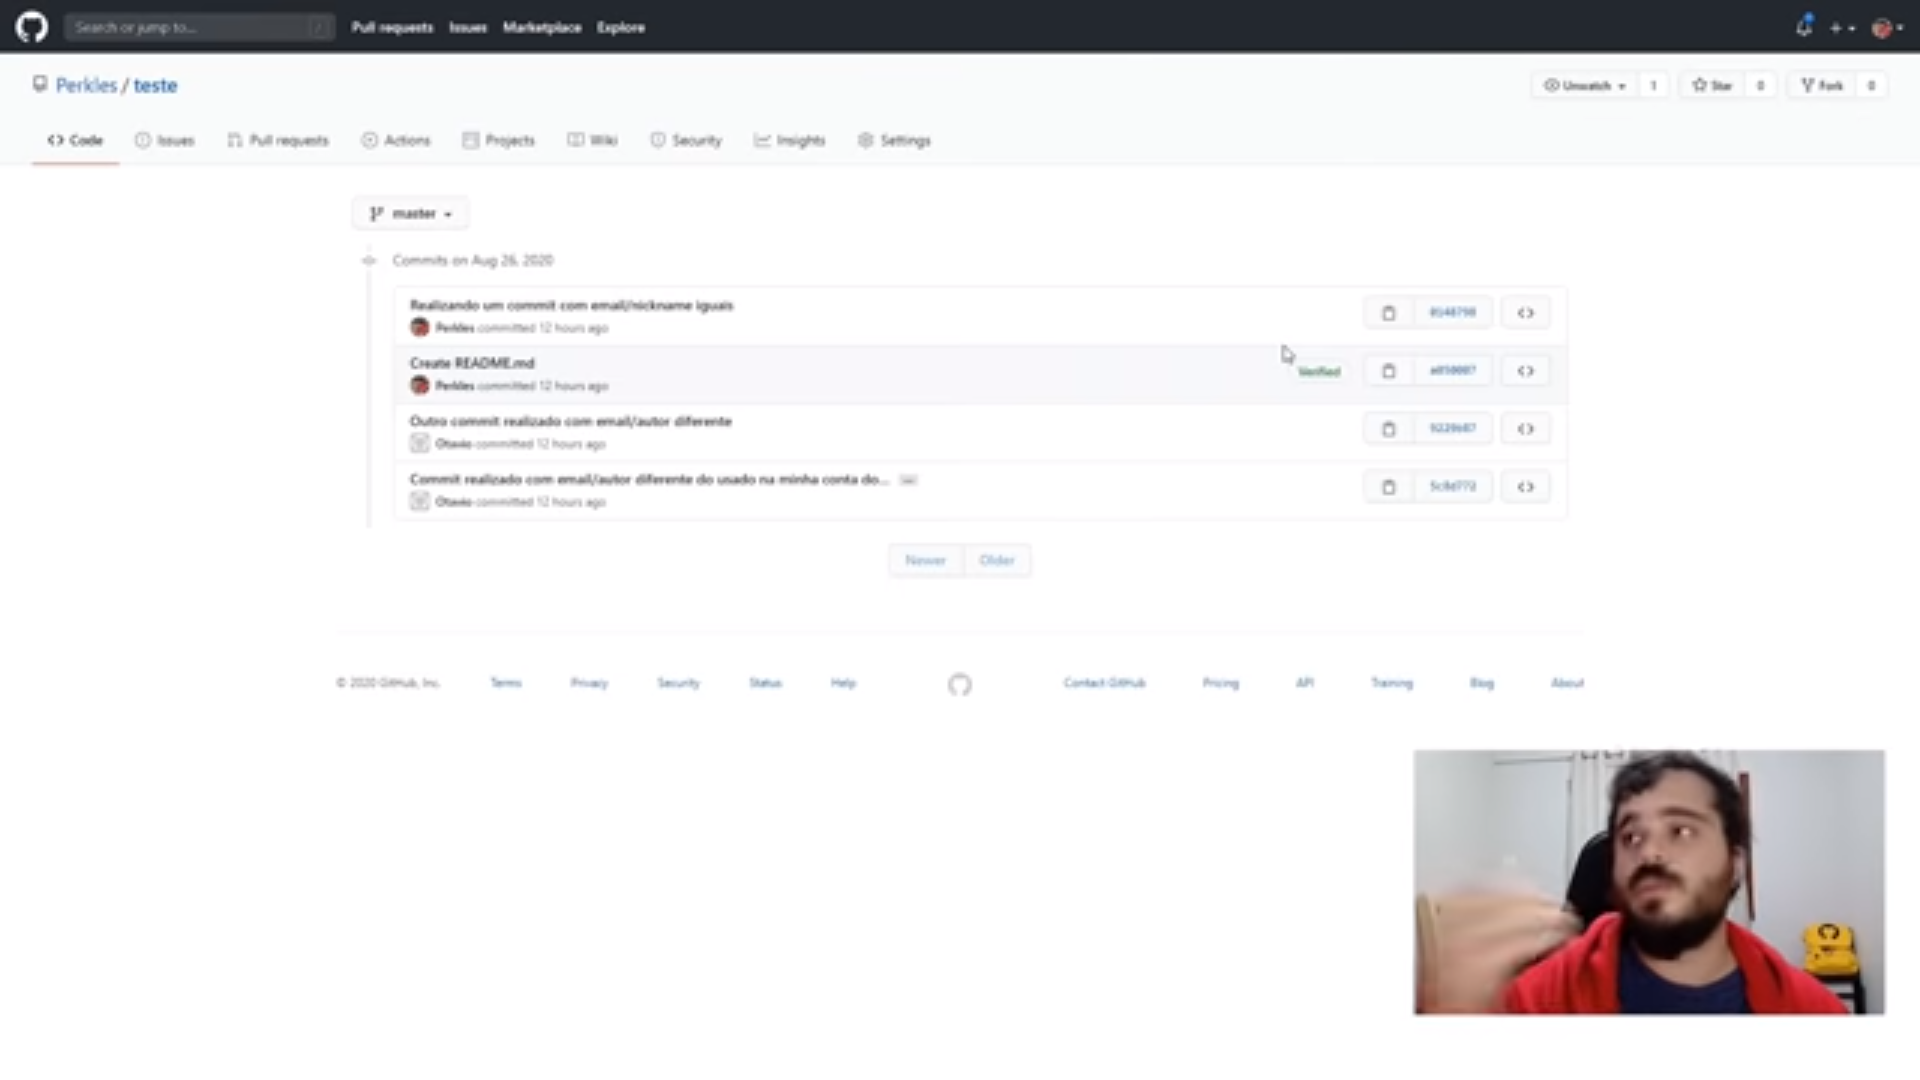 Search or jump to... /
Pull requests Issues Marketplace Explore
Perkles / teste
Unwatch 1 Star 0 Fork 0
Code Issues Pull requests Actions Projects Wiki Security Insights Settings
master
Commits on Aug 26, 2020
Realizando um commit com email/nickname iguais
Perkles committed 12 hours ago
Create README.md
Perkles committed 12 hours ago
Verified
Outro commit realizado com email/autor diferente
Otavio committed 12 hours ago
Commit realizado com email/autor diferente do usado na minha conta do... ...
Otavio committed 12 hours ago
Newer Older
© 2020 GitHub, Inc. Terms Privacy Security Status Help Contact GitHub Pricing API Training Blog About